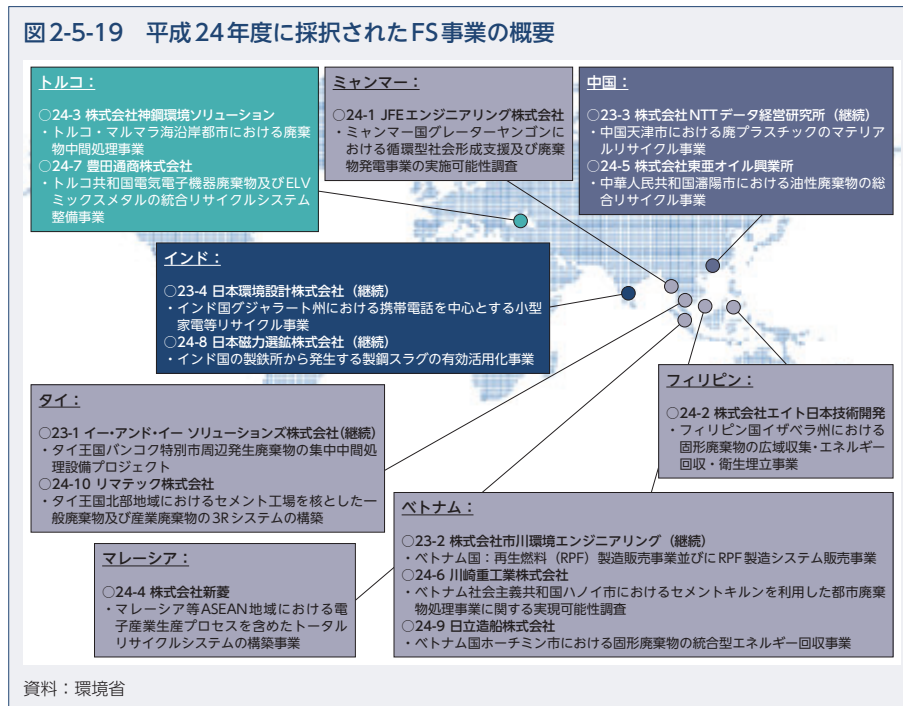 図2-5-19 平成24年度に採択されたFS事業の概要
トルコ：
○24-3 株式会社神鋼環境ソリューション
・トルコ・マルマラ海沿岸都市における廃棄
物中間処理事業
○24-7 豊田通商株式会社
・トルコ共和国電気電子機器廃棄物及びELV
ミックスメタルの統合リサイクルシステム
整備事業
ミャンマー：
○24-1 JFEエンジニアリング株式会社
・ミャンマー国グレーターヤンゴンに
おける循環型社会形成支援及び廃棄
物発電事業の実施可能性調査
中国：
○23-3 株式会社NTTデータ経営研究所（継続）
・中国天津市における廃プラスチックのマテリア
ルリサイクル事業
○24-5 株式会社東亜オイル興業所
・中華人民共和国瀋陽市における油性廃棄物の総
合リサイクル事業
インド：
○23-4 日本環境設計株式会社（継続）
・インド国グジャラート州における携帯電話を中心とする小型
家電等リサイクル事業
○24-8 日本磁力選鉱株式会社（継続）
・インド国の製鉄所から発生する製鋼スラグの有効活用化事業
タイ：
○23-1 イー・アンド・イー ソリューションズ株式会社(継続)
・タイ王国バンコク特別市周辺発生廃棄物の集中中間処
理設備プロジェクト
○24-10 リマテック株式会社
・タイ王国北部地域におけるセメント工場を核とした一
般廃棄物及び産業廃棄物の3Rシステムの構築
フィリピン：
○24-2 株式会社エイト日本技術開発
・フィリピン国イザベラ州における
固形廃棄物の広域収集・エネルギー
回収・衛生埋立事業
マレーシア：
○24-4 株式会社新菱
・マレーシア等ASEAN地域における電
子産業生産プロセスを含めたトータル
リサイクルシステムの構築事業
ベトナム：
○23-2 株式会社市川環境エンジニアリング（継続）
・ベトナム国：再生燃料（RPF）製造販売事業並びにRPF製造システム販売事業
○24-6 川崎重工業株式会社
・ベトナム社会主義共和国ハノイ市におけるセメントキルンを利用した都市廃棄
物処理事業に関する実現可能性調査
○24-9 日立造船株式会社
・ベトナム国ホーチミン市における固形廃棄物の統合型エネルギー回収事業
資料：環境省